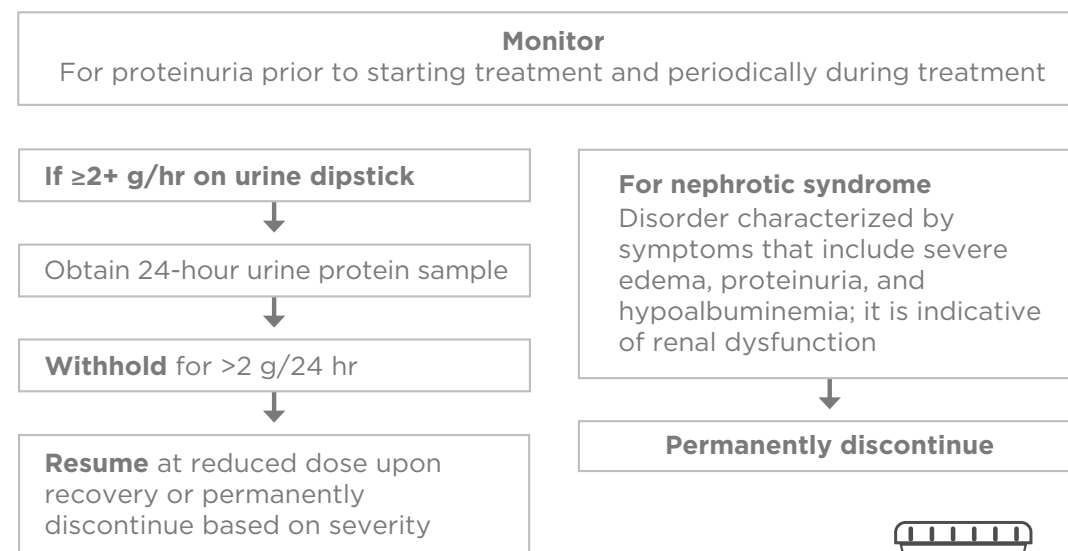 Monitor
For proteinuria prior to starting treatment and periodically during treatment
If ≥2+ g/hr on urine dipstick
Obtain 24-hour urine protein sample
Withhold for >2 g/24 hr
Resume at reduced dose upon
recovery or permanently
discontinue based on severity
For nephrotic syndrome
Disorder characterized by
symptoms that include severe
edema, proteinuria, and
hypoalbuminemia; it is indicative
of renal dysfunction
Permanently discontinue